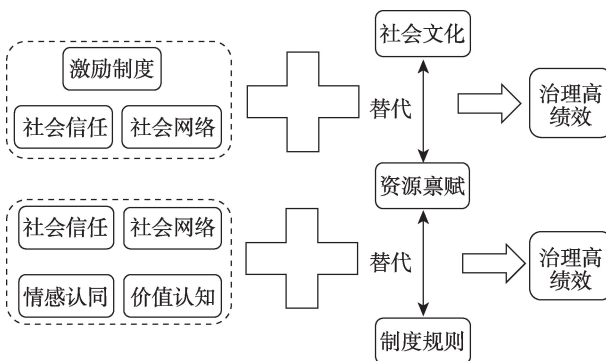 社会文化
激励制度
社会信任
社会网络
替代
治理高
绩效
资源禀赋
社会信任
社会网络
替代
治理高
绩效
情感认同
价值认知
制度规则